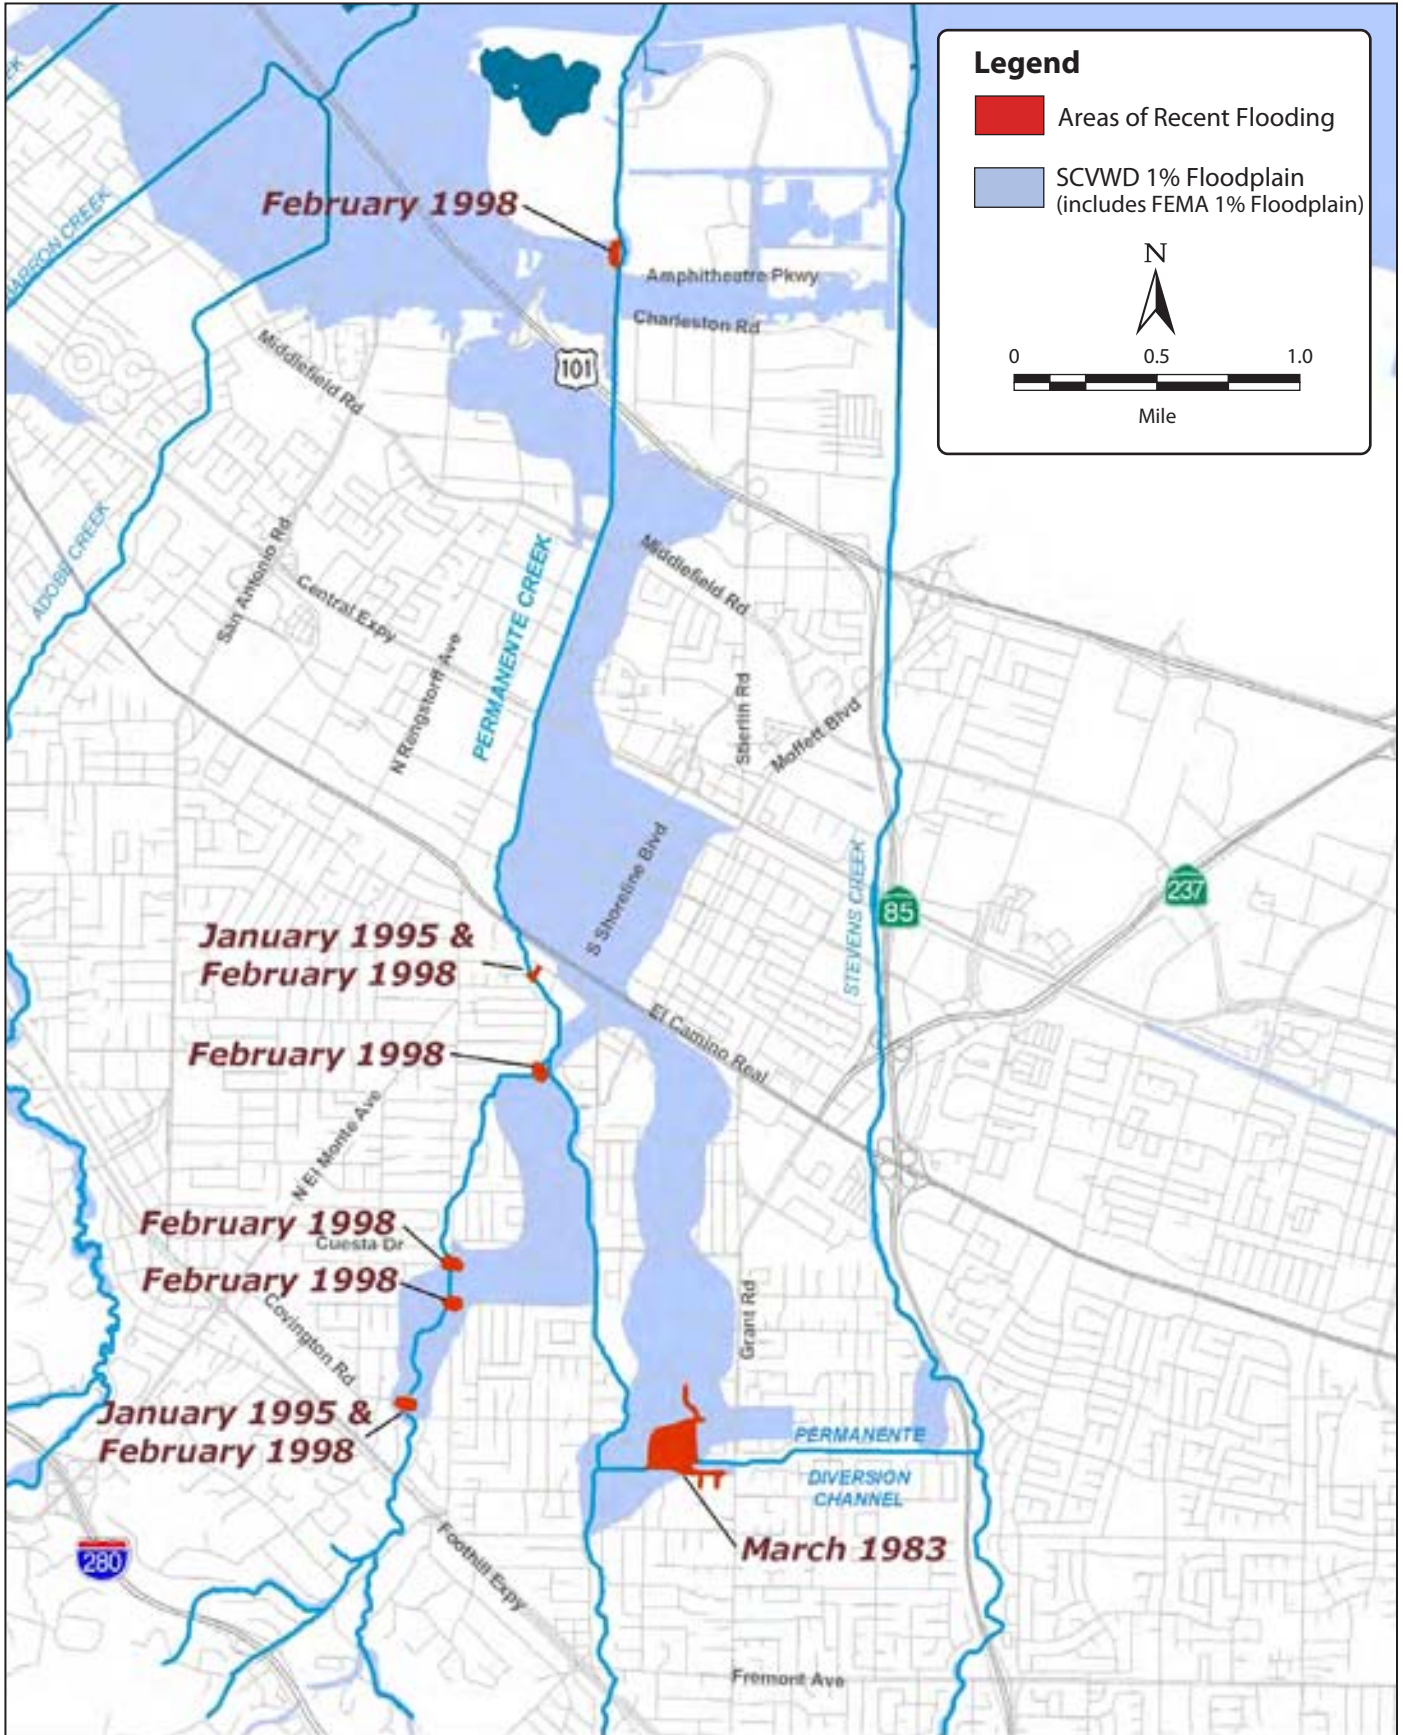 Legend
Areas of Recent Flooding
SCVWD 1% Floodplain
(includes FEMA 1% Floodplain)
N
0 0.5 1.0
Mile
February 1998
Amphitheatre Pkwy
Charleston Rd
101
Middlefield Rd
ADOBE CREEK
San Antonio Rd
Central Expy
N Rengstorff Ave
PERMANENTE CREEK
Middlefield Rd
Moffett Blvd
S Shoreline Blvd
STEVENS CREEK
85
237
January 1995 &
February 1998
El Camino Real
February 1998
N El Monte Ave
February 1998
Cuesta Dr
February 1998
Covington Rd
Grant Rd
January 1995 &
February 1998
PERMANENTE
DIVERSION
CHANNEL
March 1983
280
Foothill Expy
Fremont Ave